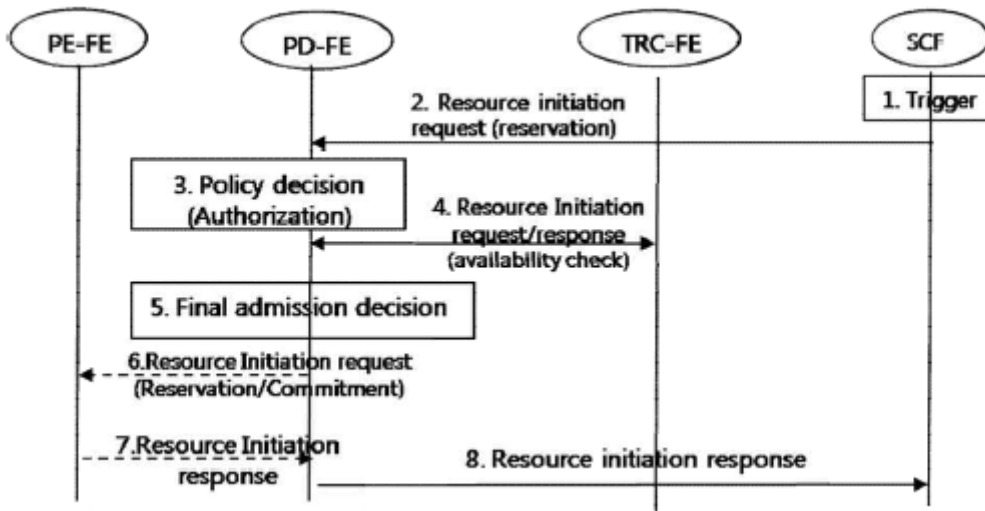 PE-FE
PD-FE
TRC-FE
SCF
1. Trigger
2. Resource initiation
request (reservation)
3. Policy decision
(Authorization)
4. Resource Initiation
request/response
(availability check)
5. Final admission decision
6.Resource Initiation request
(Reservation/Commitment)
7.Resource Initiation
response
8. Resource initiation response